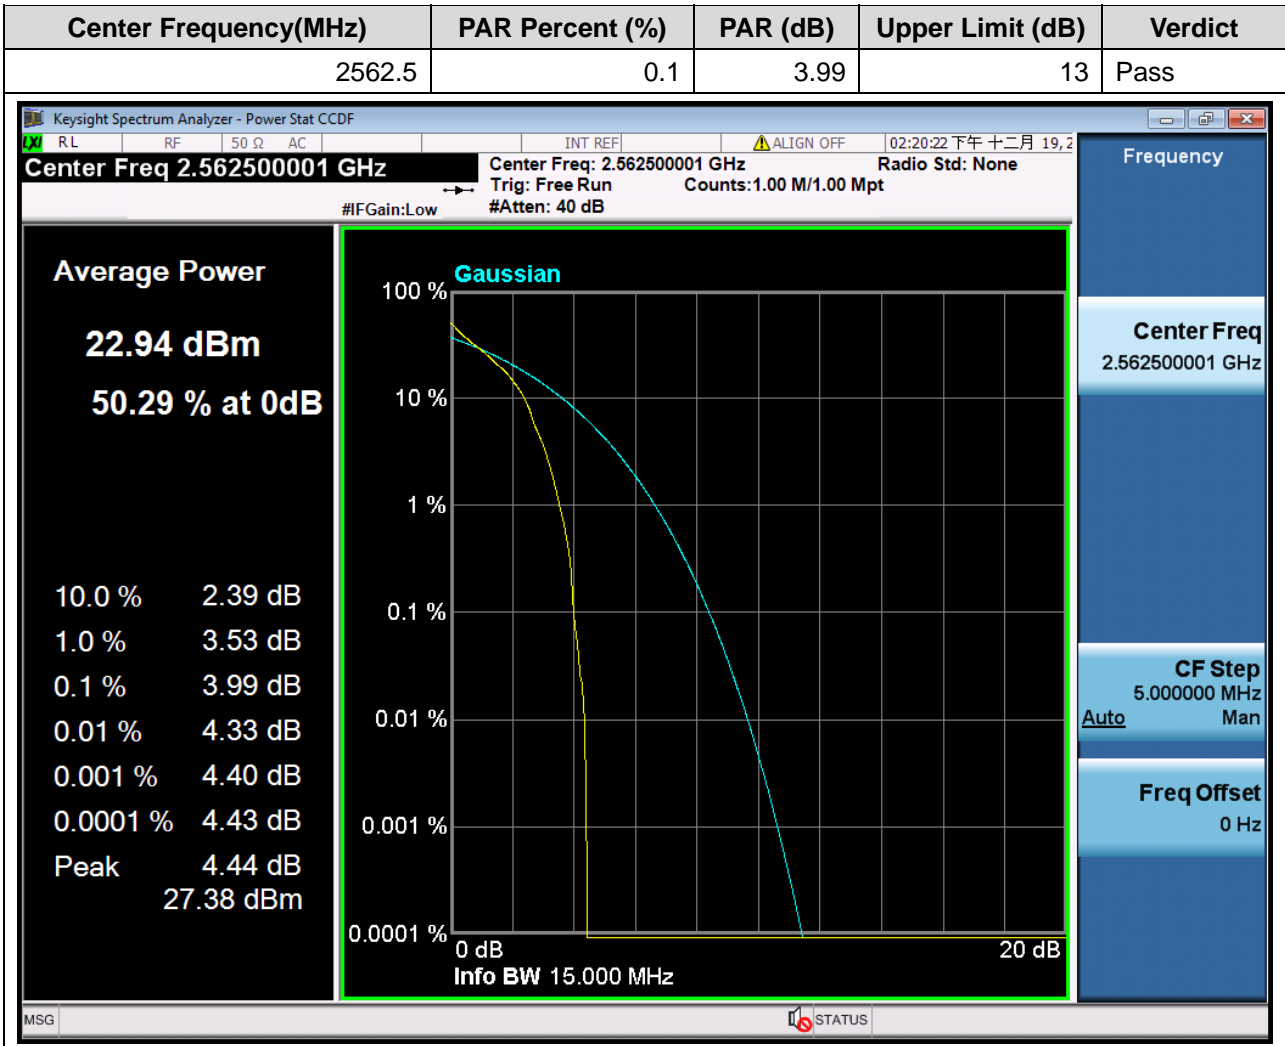 Center Frequency(MHz) PAR Percent (%) PAR (dB) Upper Limit (dB) Verdict
2562.5 0.1 3.99 13 Pass
Keysight Spectrum Analyzer - Power Stat CCDF
LXI RL RF 50 Ω AC INT REF ALIGN OFF 02:20:22 下午 十二月 19, 2
Center Freq 2.562500001 GHz
#IFGain:Low
Center Freq: 2.562500001 GHz Radio Std: None
Trig: Free Run Counts:1.00 M/1.00 Mpt
#Atten: 40 dB
Average Power
22.94 dBm
50.29 % at 0dB
10.0 % 2.39 dB
1.0 % 3.53 dB
0.1 % 3.99 dB
0.01 % 4.33 dB
0.001 % 4.40 dB
0.0001 % 4.43 dB
Peak 4.44 dB
27.38 dBm
Gaussian
100 %
10 %
1 %
0.1 %
0.01 %
0.001 %
0.0001 %
0 dB 20 dB
Info BW 15.000 MHz
Frequency
Center Freq
2.562500001 GHz
CF Step
5.000000 MHz
Auto Man
Freq Offset
0 Hz
MSG STATUS